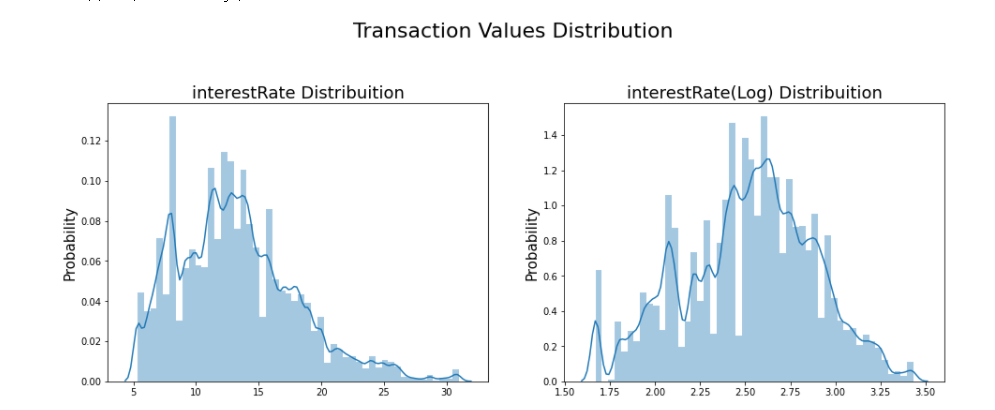 Transaction Values Distribution
interestRate Distribuition
interestRate(Log) Distribuition
Probability
0.12
0.10
0.08
0.06
0.04
0.02
0.00
5 10 15 20 25 30
Probability
1.4
1.2
1.0
0.8
0.6
0.4
0.2
0.0
1.50 1.75 2.00 2.25 2.50 2.75 3.00 3.25 3.50